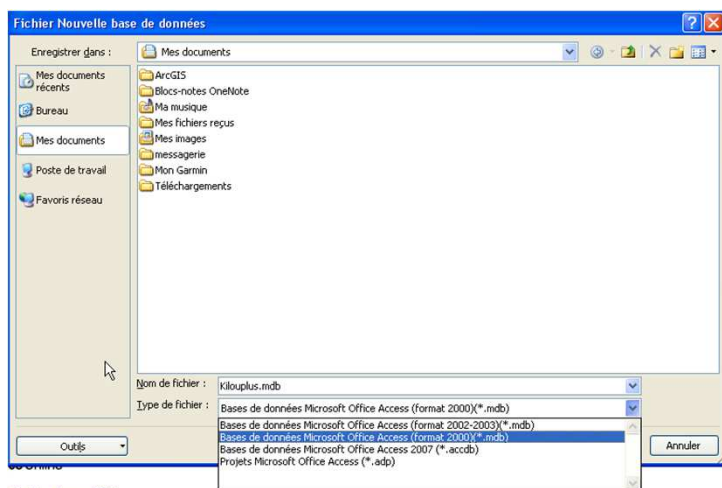 Fichier Nouvelle base de données
Enregistrer dans :
Mes documents
Mes documents récents
Bureau
Mes documents
Poste de travail
Favoris réseau
ArcGIS
Blocs-notes OneNote
Ma musique
Mes fichiers reçus
Mes images
messagerie
Mon Garmin
Téléchargements
Nom de fichier :
Kilouplus.mdb
Type de fichier :
Bases de données Microsoft Office Access (format 2000)(*.mdb)
Bases de données Microsoft Office Access (format 2002-2003)(*.mdb)
Bases de données Microsoft Office Access (format 2000)(*.mdb)
Bases de données Microsoft Office Access 2007 (*.accdb)
Projets Microsoft Office Access (*.adp)
Outils
Annuler